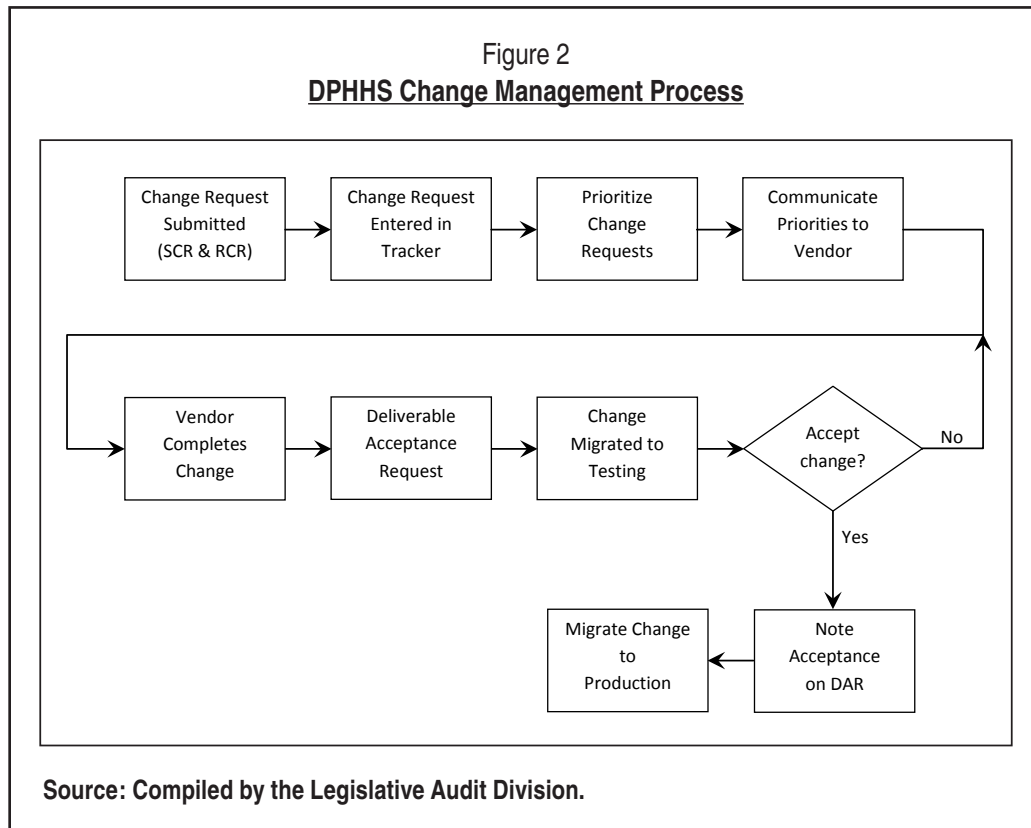 Figure 2
DPHHS Change Management Process
Change Request
Submitted
(SCR & RCR)
Change Request
Entered in
Tracker
Prioritize
Change
Requests
Communicate
Priorities to
Vendor
Vendor
Completes
Change
Deliverable
Acceptance
Request
Change
Migrated to
Testing
Accept
change?
No
Yes
Migrate Change
to
Production
Note
Acceptance
on DAR
Source: Compiled by the Legislative Audit Division.